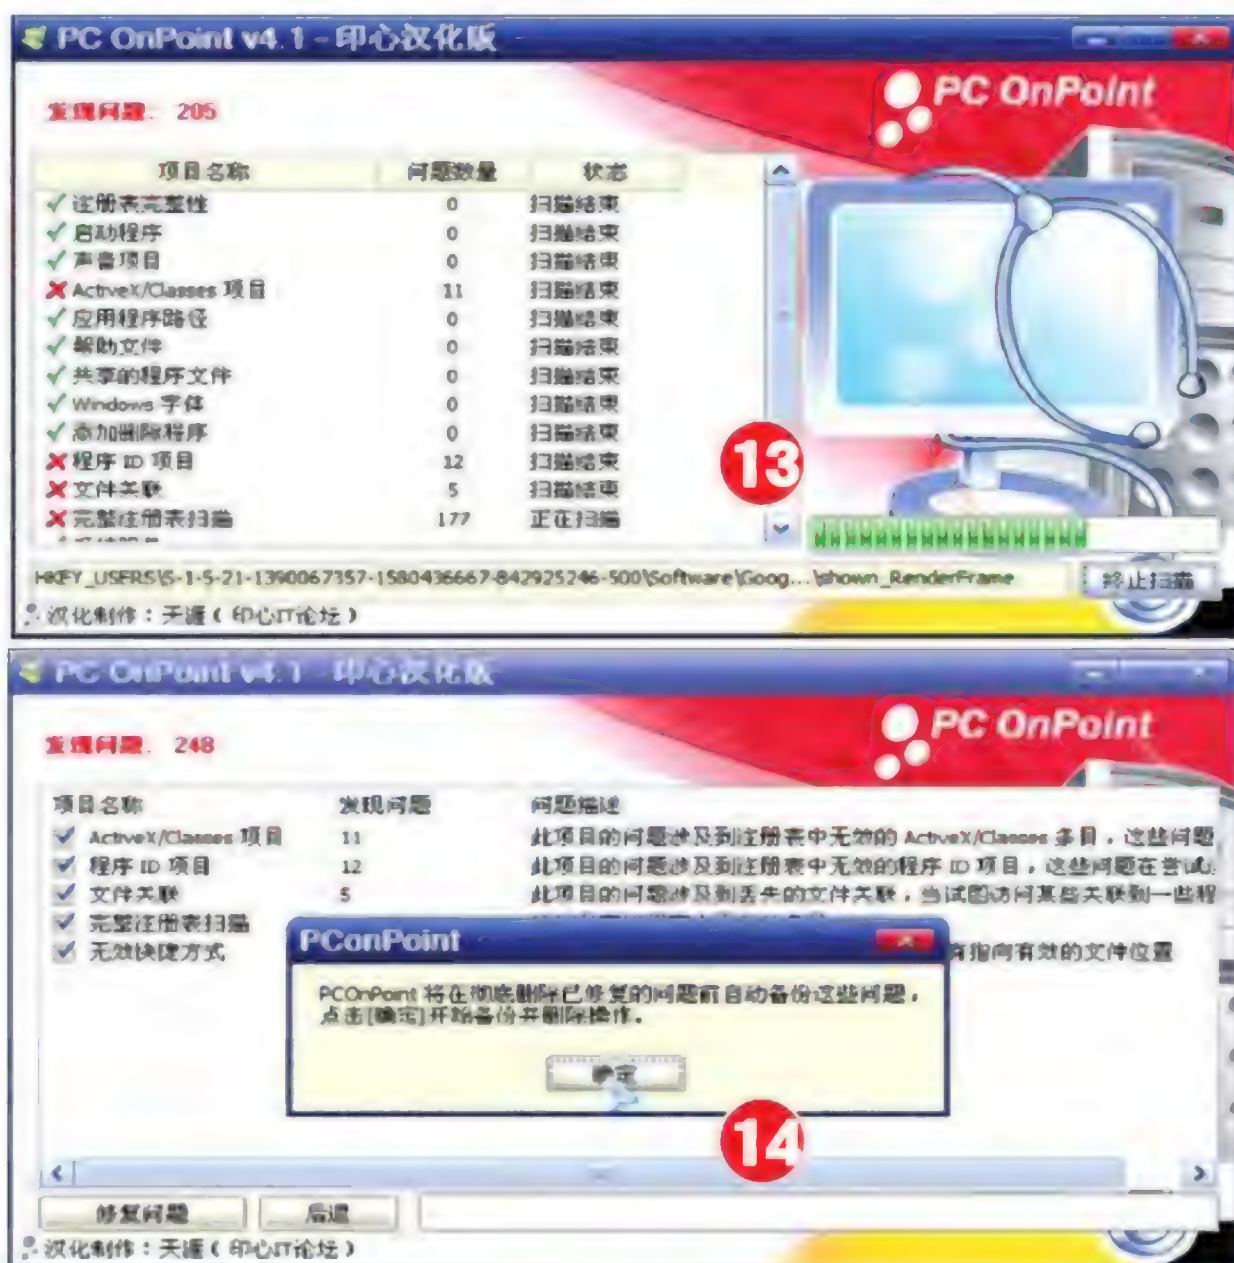 PC OnPoint v4.1 - 印心汉化版
PC OnPoint
发现问题: 205
项目名称 问题数量 状态
注册表完整性 0 扫描结束
启动程序 0 扫描结束
声音项目 0 扫描结束
ActiveX/Classes 项目 11 扫描结束
应用程序路径 0 扫描结束
帮助文件 0 扫描结束
共享的程序文件 0 扫描结束
Windows 字体 0 扫描结束
添加删除程序 0 扫描结束
程序 ID 项目 12 扫描结束
文件关联 5 扫描结束
完整注册表扫描 177 正在扫描
13
HKEY_USERS\S-1-5-21-1390067357-1580436667-842925246-500\Software\Goog...\shown_RenderFrame 终止扫描
汉化制作：天涯（印心IT论坛）
PC OnPoint v4.1 - 印心汉化版
PC OnPoint
发现问题: 248
项目名称 发现问题 问题描述
ActiveX/Classes 项目 11 此项目的问题涉及到注册表中无效的 ActiveX/Classes 条目，这些问题
程序 ID 项目 12 此项目的问题涉及到注册表中无效的程序 ID 项目，这些问题在尝试
文件关联 5 此项目的问题涉及到丢失的文件关联，当试图访问某些关联到一些程
完整注册表扫描
无效快捷方式 有指向有效的文件位置
PConPoint
PCOnPoint 将在彻底删除已修复的问题前自动备份这些问题，
点击[确定]开始备份并删除操作。
确定
14
修复问题 后退
汉化制作：天涯（印心IT论坛）